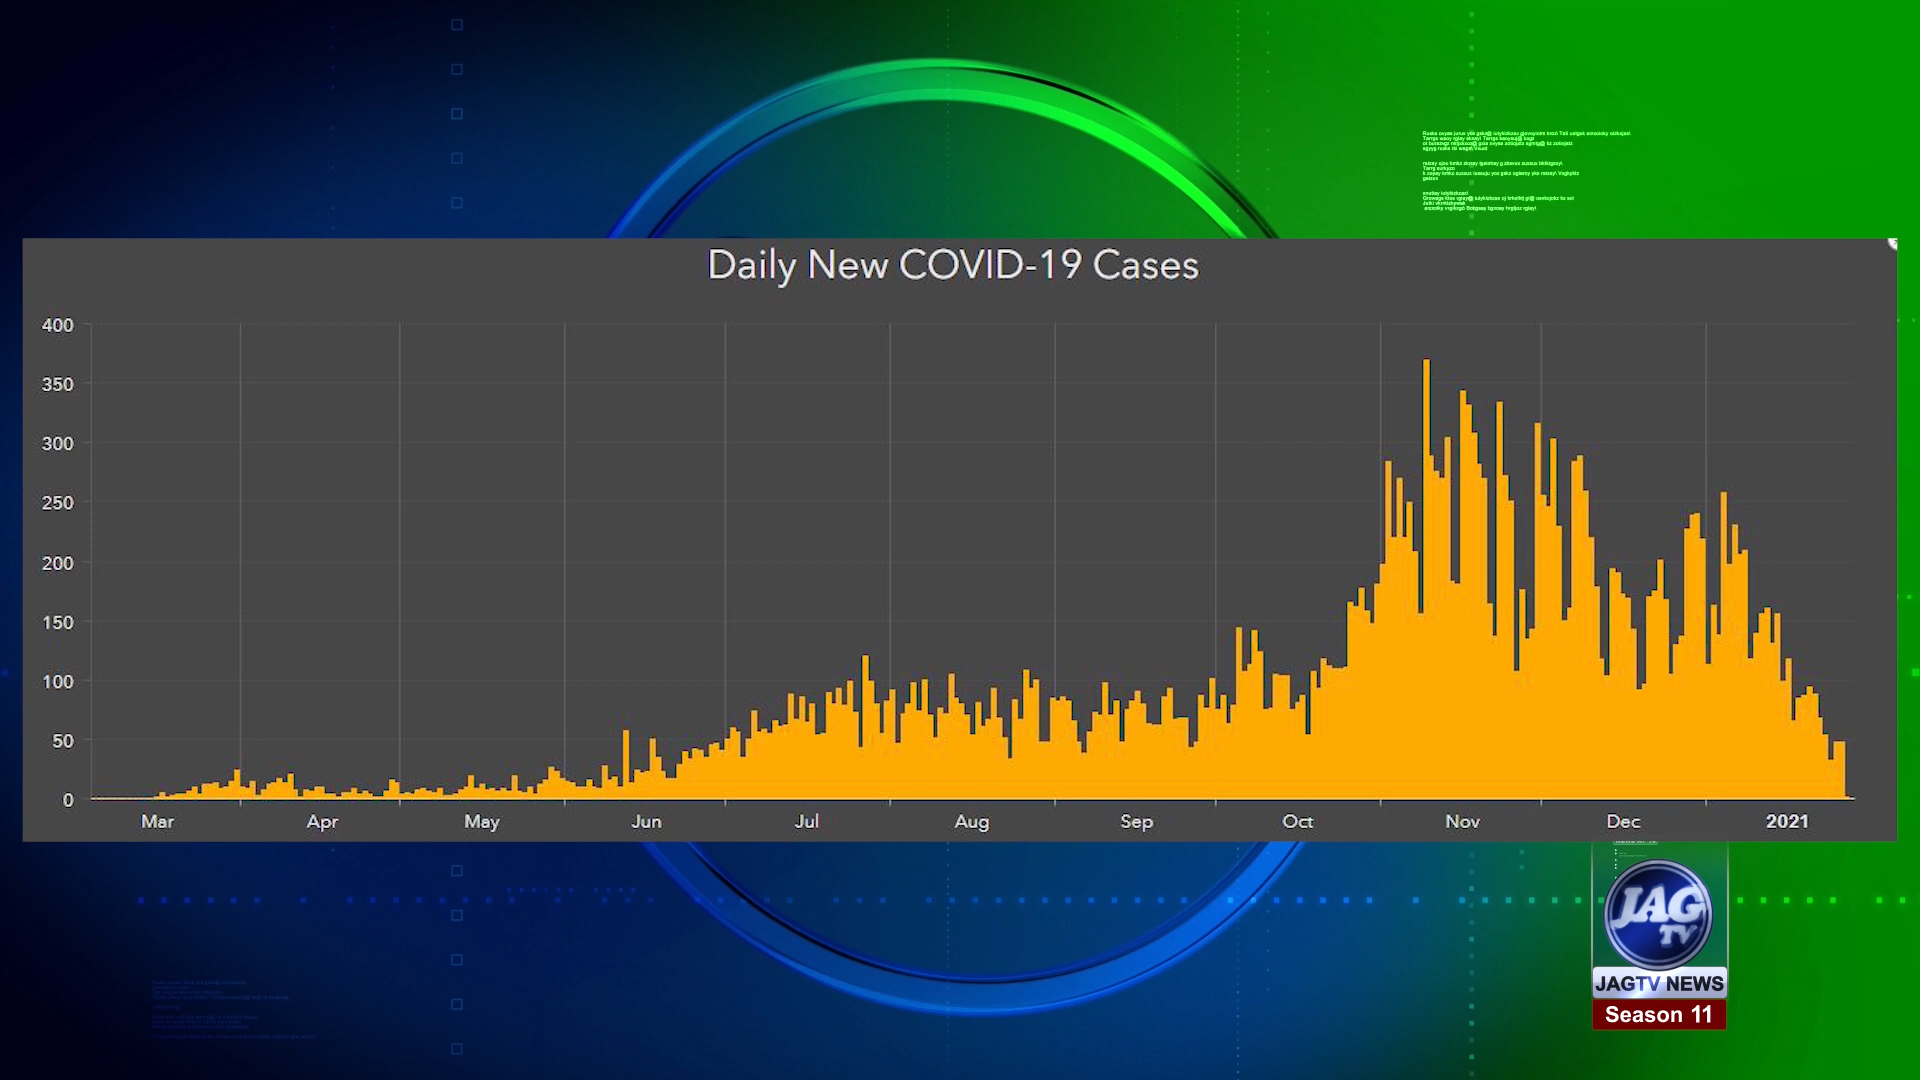 Daily New COVID-19 Cases
400
350
300
250
200
150
100
50
0
Mar Apr May Jun Jul Aug Sep Oct Nov Dec 2021
JAG
TV
JAGTV NEWS
Season 11